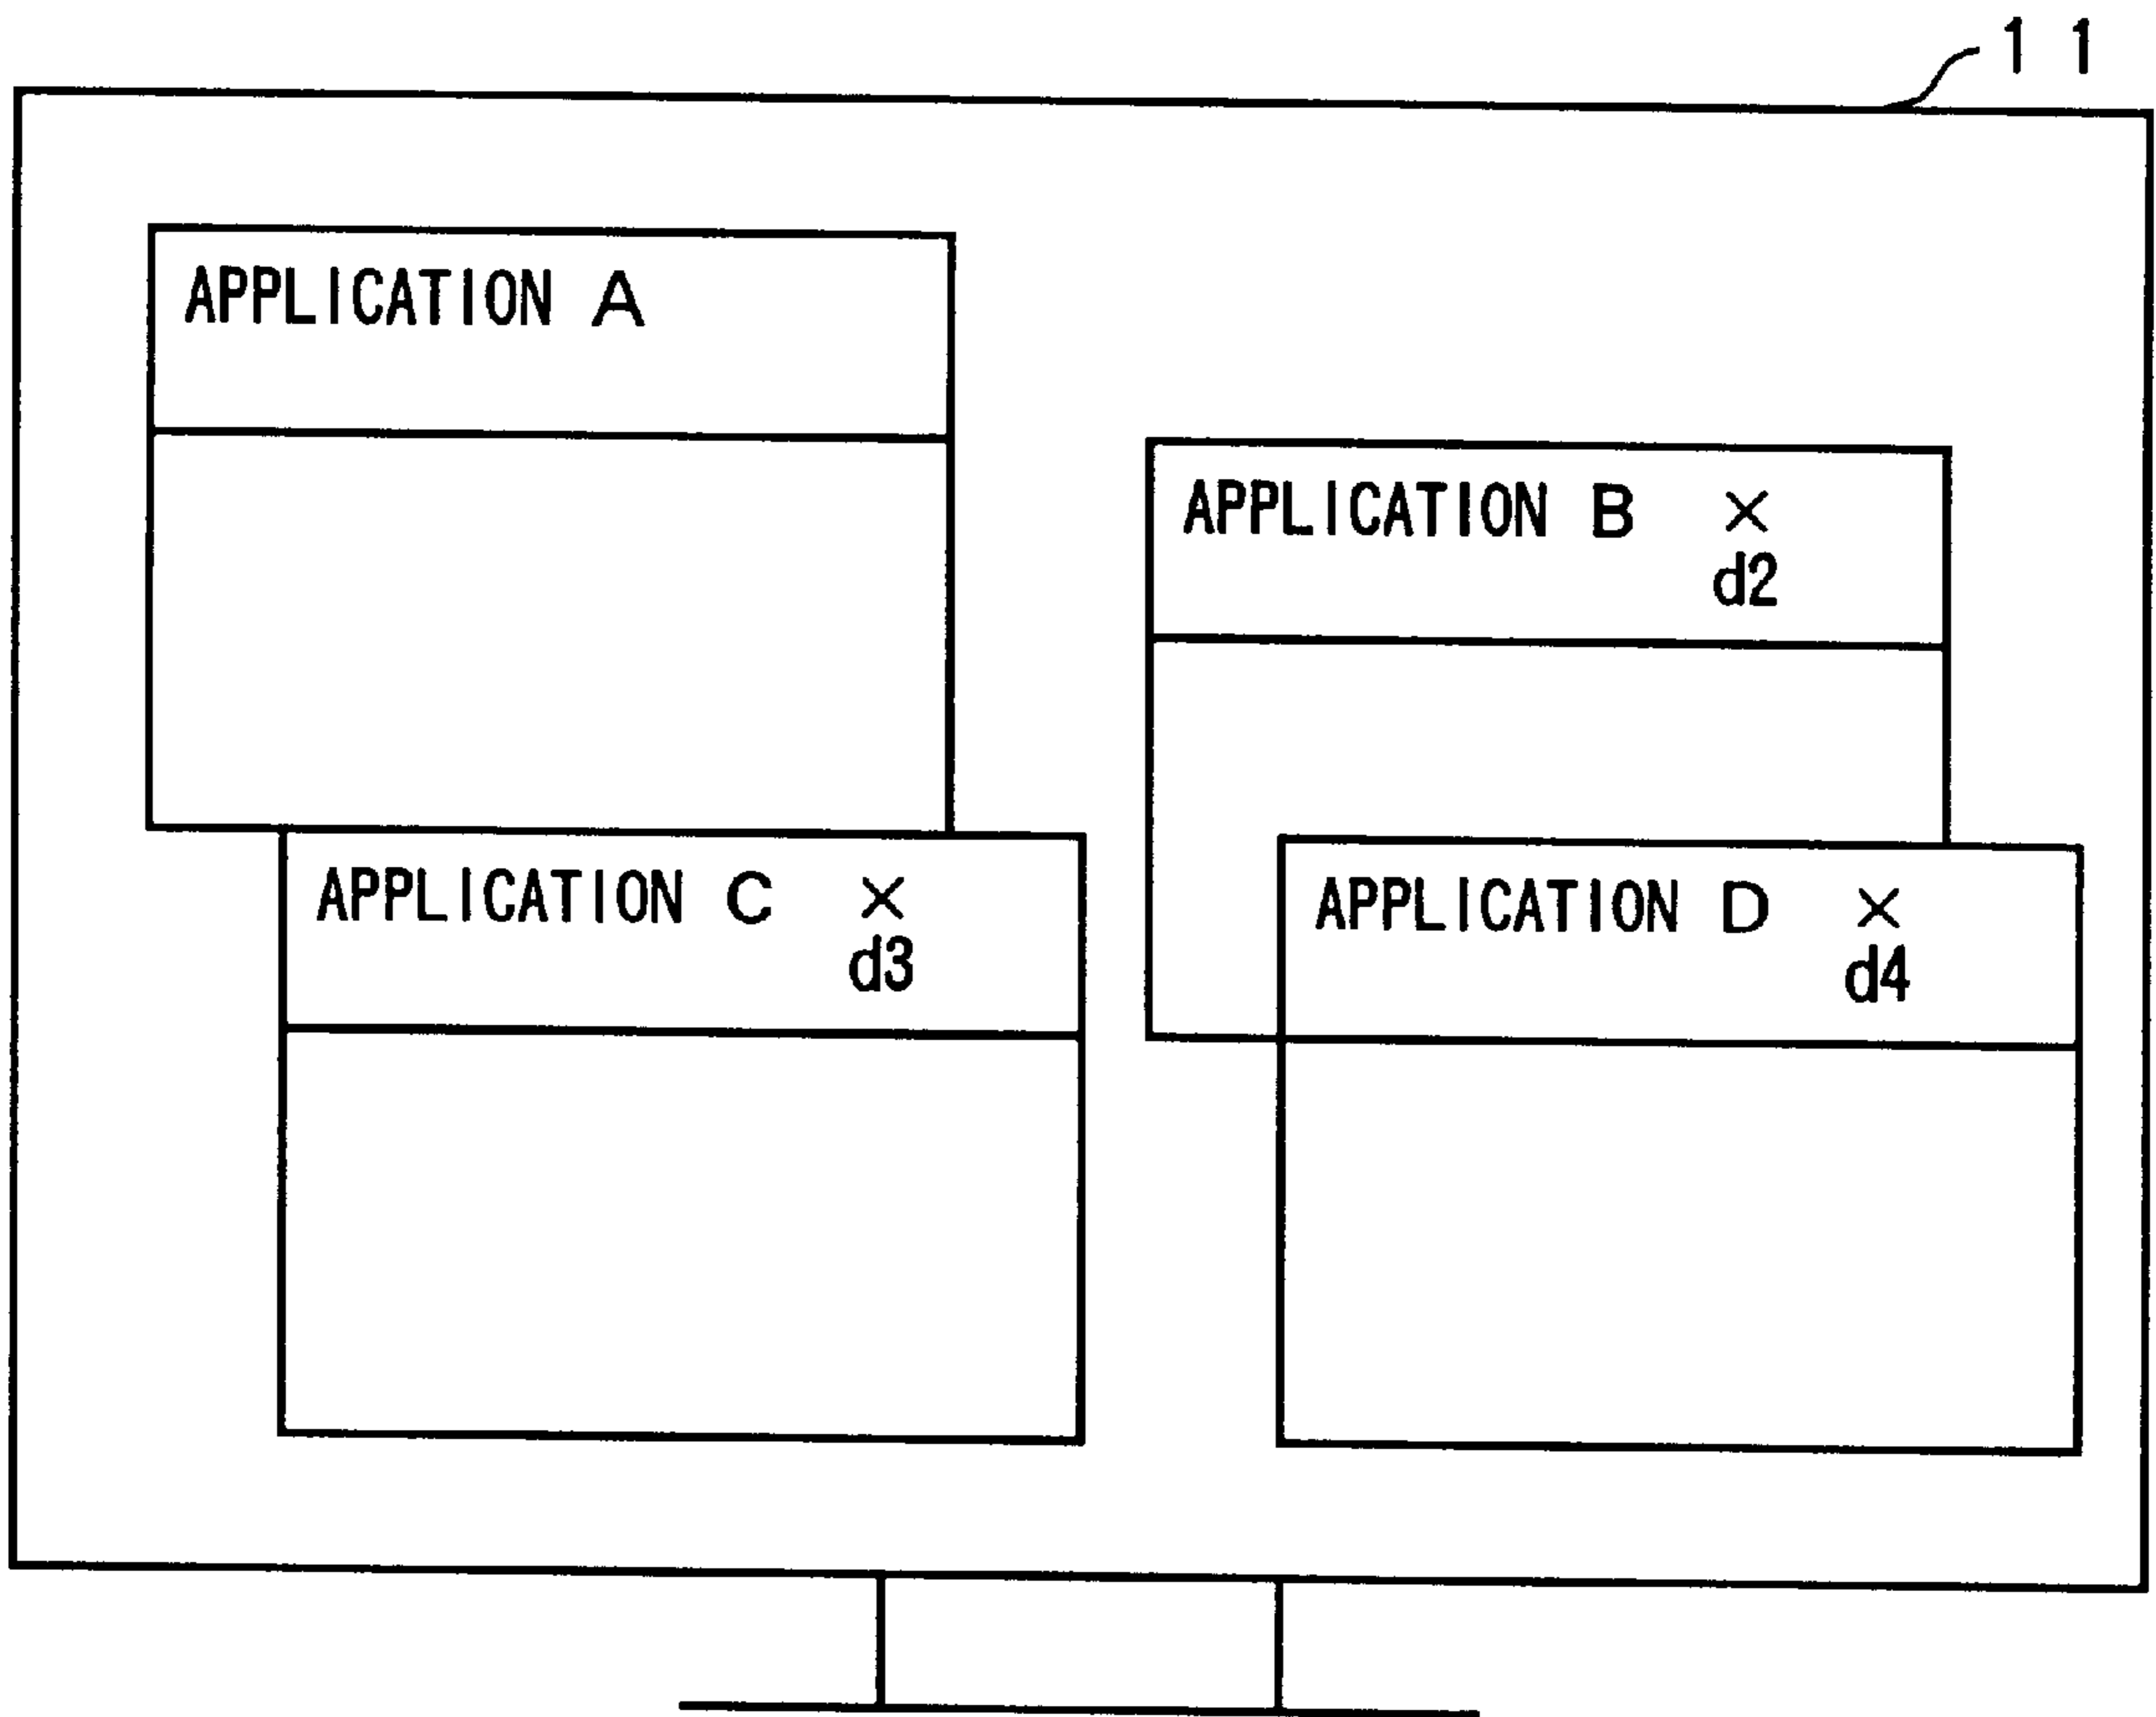 11
APPLICATION A
APPLICATION B ×
d2
APPLICATION C ×
d3
APPLICATION D ×
d4